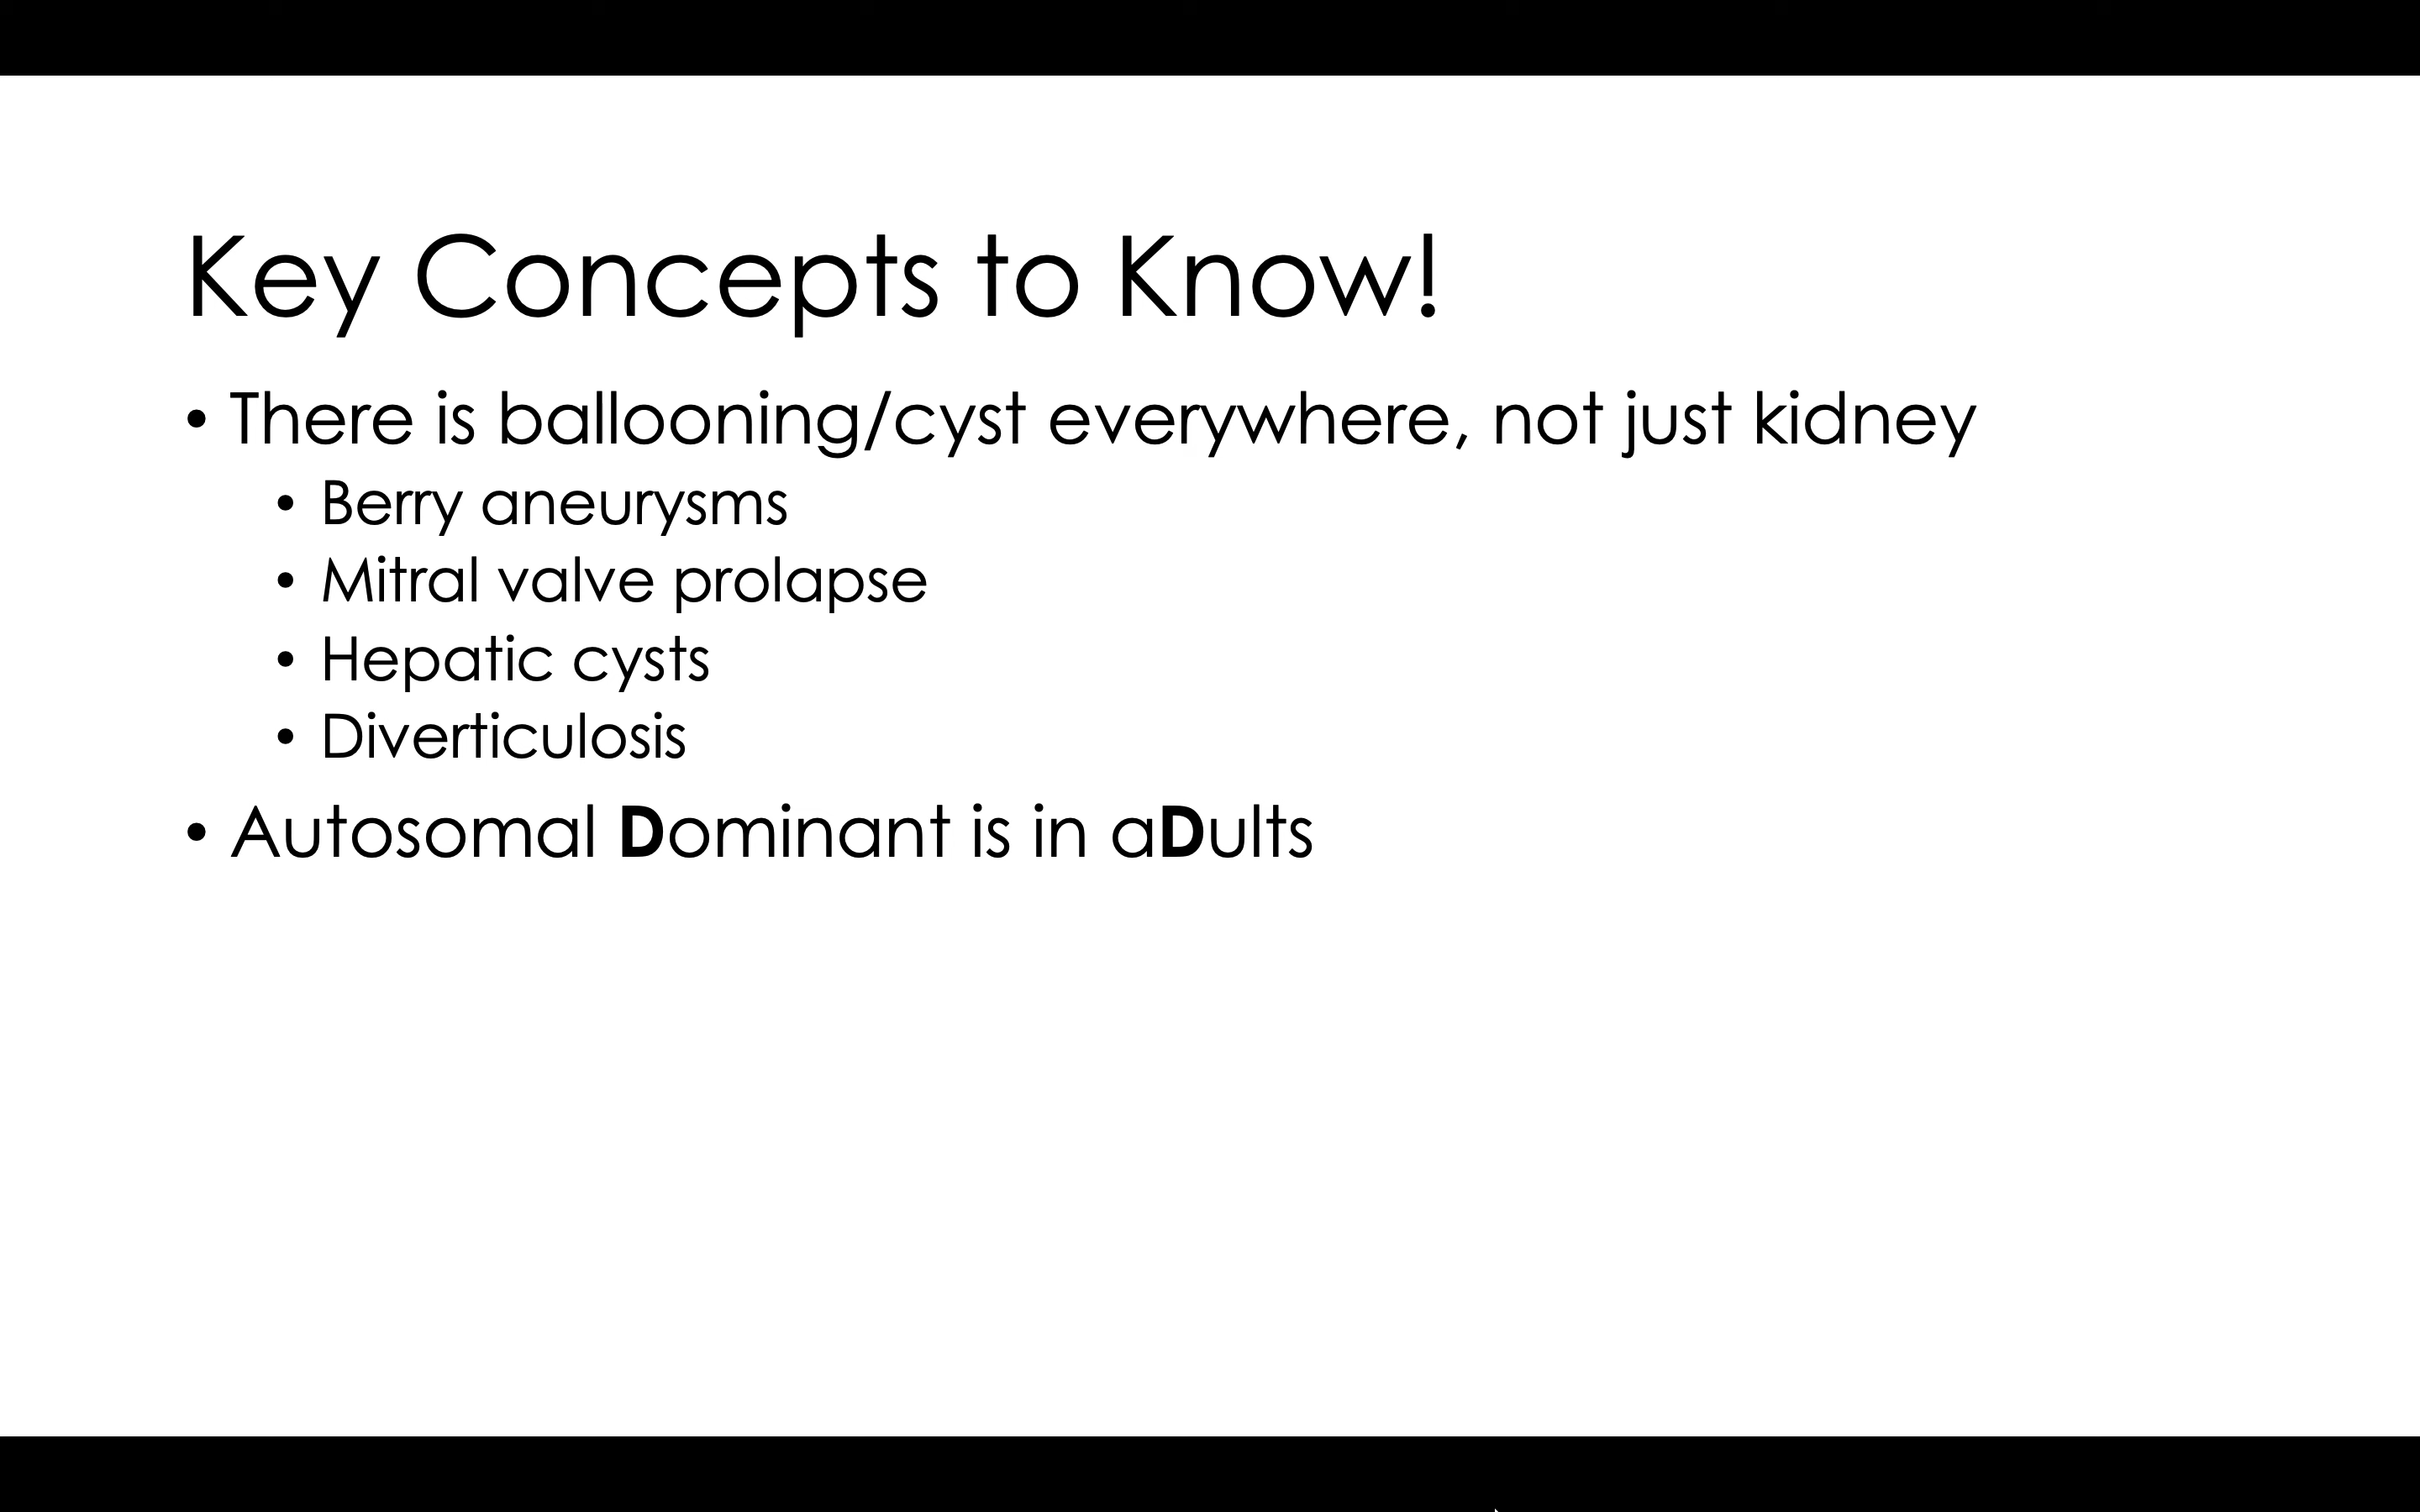 Key Concepts to Know!
• There is ballooning/cyst everywhere, not just kidney
• Berry aneurysms
• Mitral valve prolapse
• Hepatic cysts
• Diverticulosis
• Autosomal Dominant is in aDults